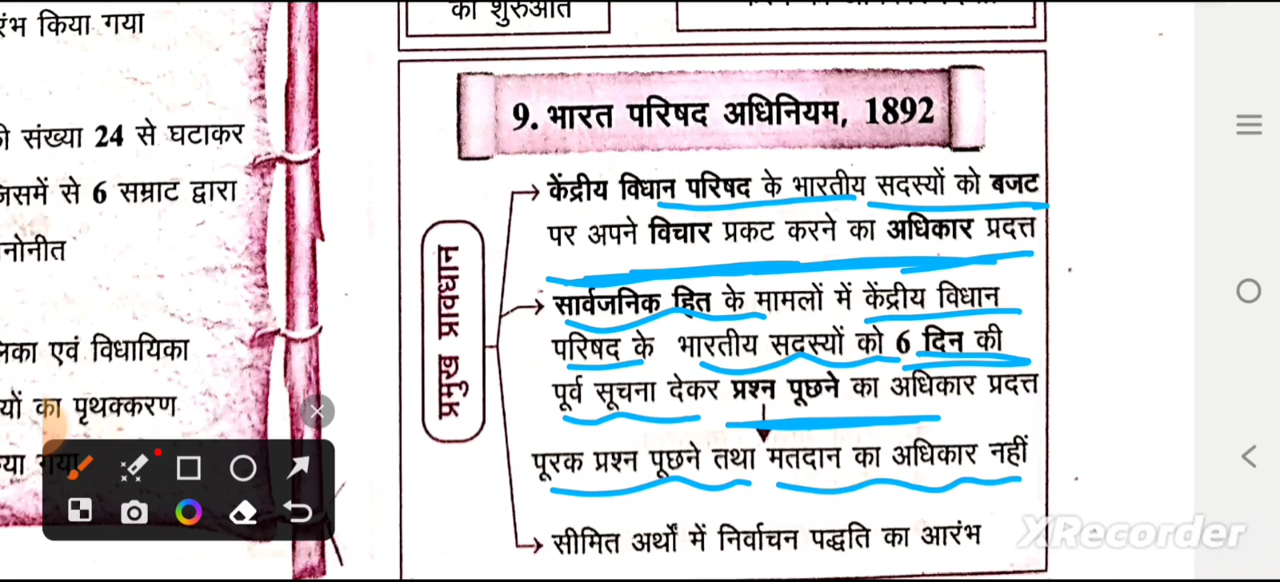 रंभ किया गया
संख्या 24 से घटाकर
जिसमें से 6 सम्राट द्वारा
मनोनीत
एवं विधायिका
का पृथक्करण
गया
की शुरुआत
9. भारत परिषद अधिनियम, 1892
प्रमुख प्रावधान
→ केंद्रीय विधान परिषद के भारतीय सदस्यों को बजट
पर अपने विचार प्रकट करने का अधिकार प्रदत्त
→ सार्वजनिक हित के मामलों में केंद्रीय विधान
परिषद के भारतीय सदस्यों को 6 दिन की
पूर्व सूचना देकर प्रश्न पूछने का अधिकार प्रदत्त
पूरक प्रश्न पूछने तथा मतदान का अधिकार नहीं
→ सीमित अर्थों में निर्वाचन पद्धति का आरंभ
XRecorder